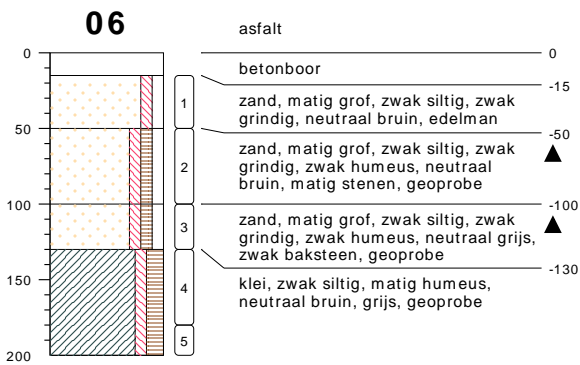 06
asfalt
0
0
betonboor
-15
1
zand, matig grof, zwak siltig, zwak
grindig, neutraal bruin, edelman
50
-50
2
zand, matig grof, zwak siltig, zwak
grindig, zwak humeus, neutraal
bruin, matig stenen, geoprobe
100
-100
3
zand, matig grof, zwak siltig, zwak
grindig, zwak humeus, neutraal grijs,
zwak baksteen, geoprobe
-130
150
4
klei, zwak siltig, matig humeus,
neutraal bruin, grijs, geoprobe
5
200